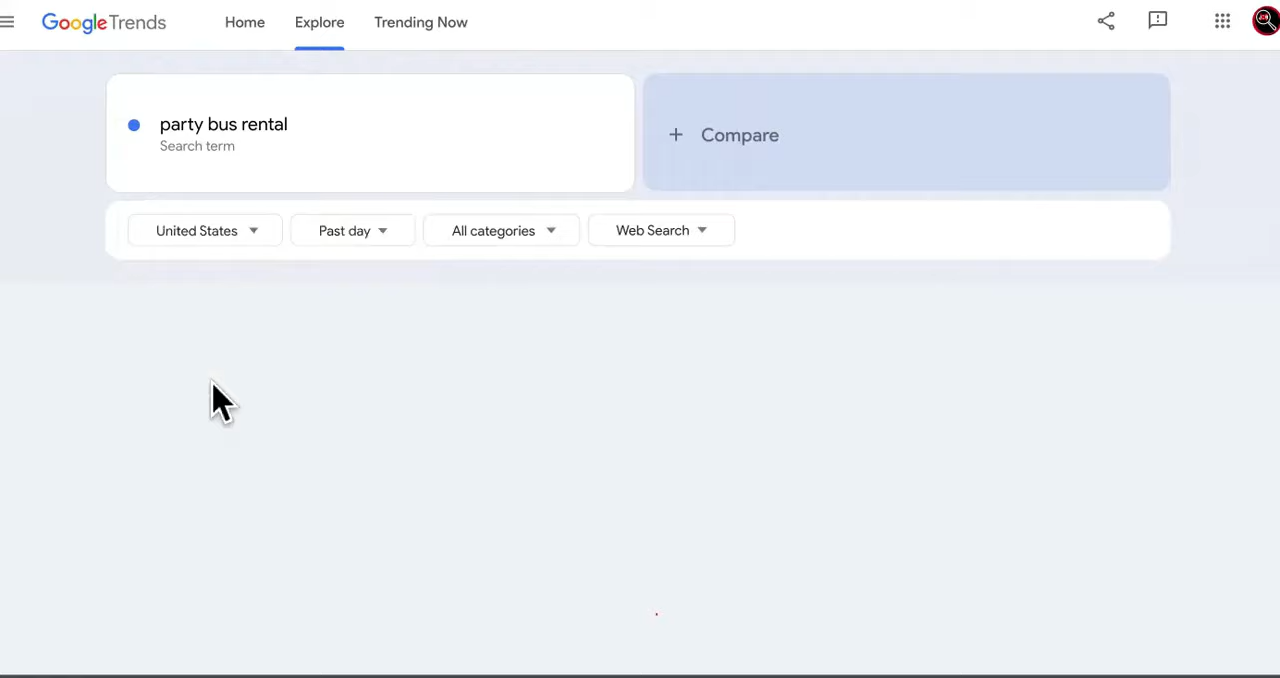 Google Trends
Home
Explore
Trending Now
party bus rental
Search term
+ Compare
United States
Past day
All categories
Web Search